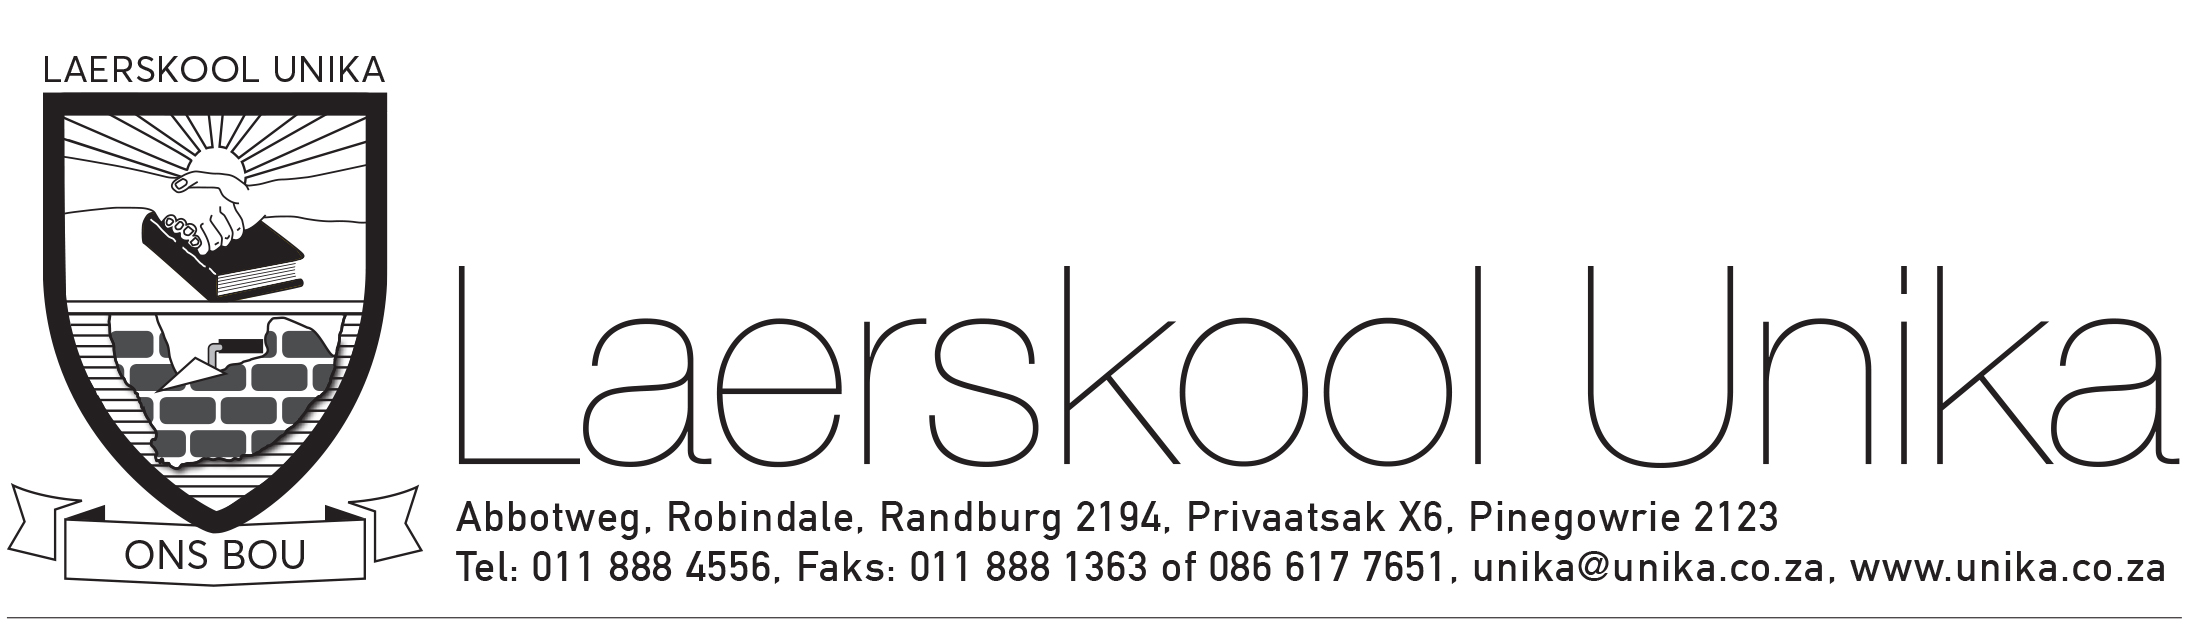 LAERSKOOL UNIKA
ONS BOU
Laerskool Unika
Abbotweg, Robindale, Randburg 2194, Privaatsak X6, Pinegowrie 2123
Tel: 011 888 4556, Faks: 011 888 1363 of 086 617 7651, unika@unika.co.za, www.unika.co.za